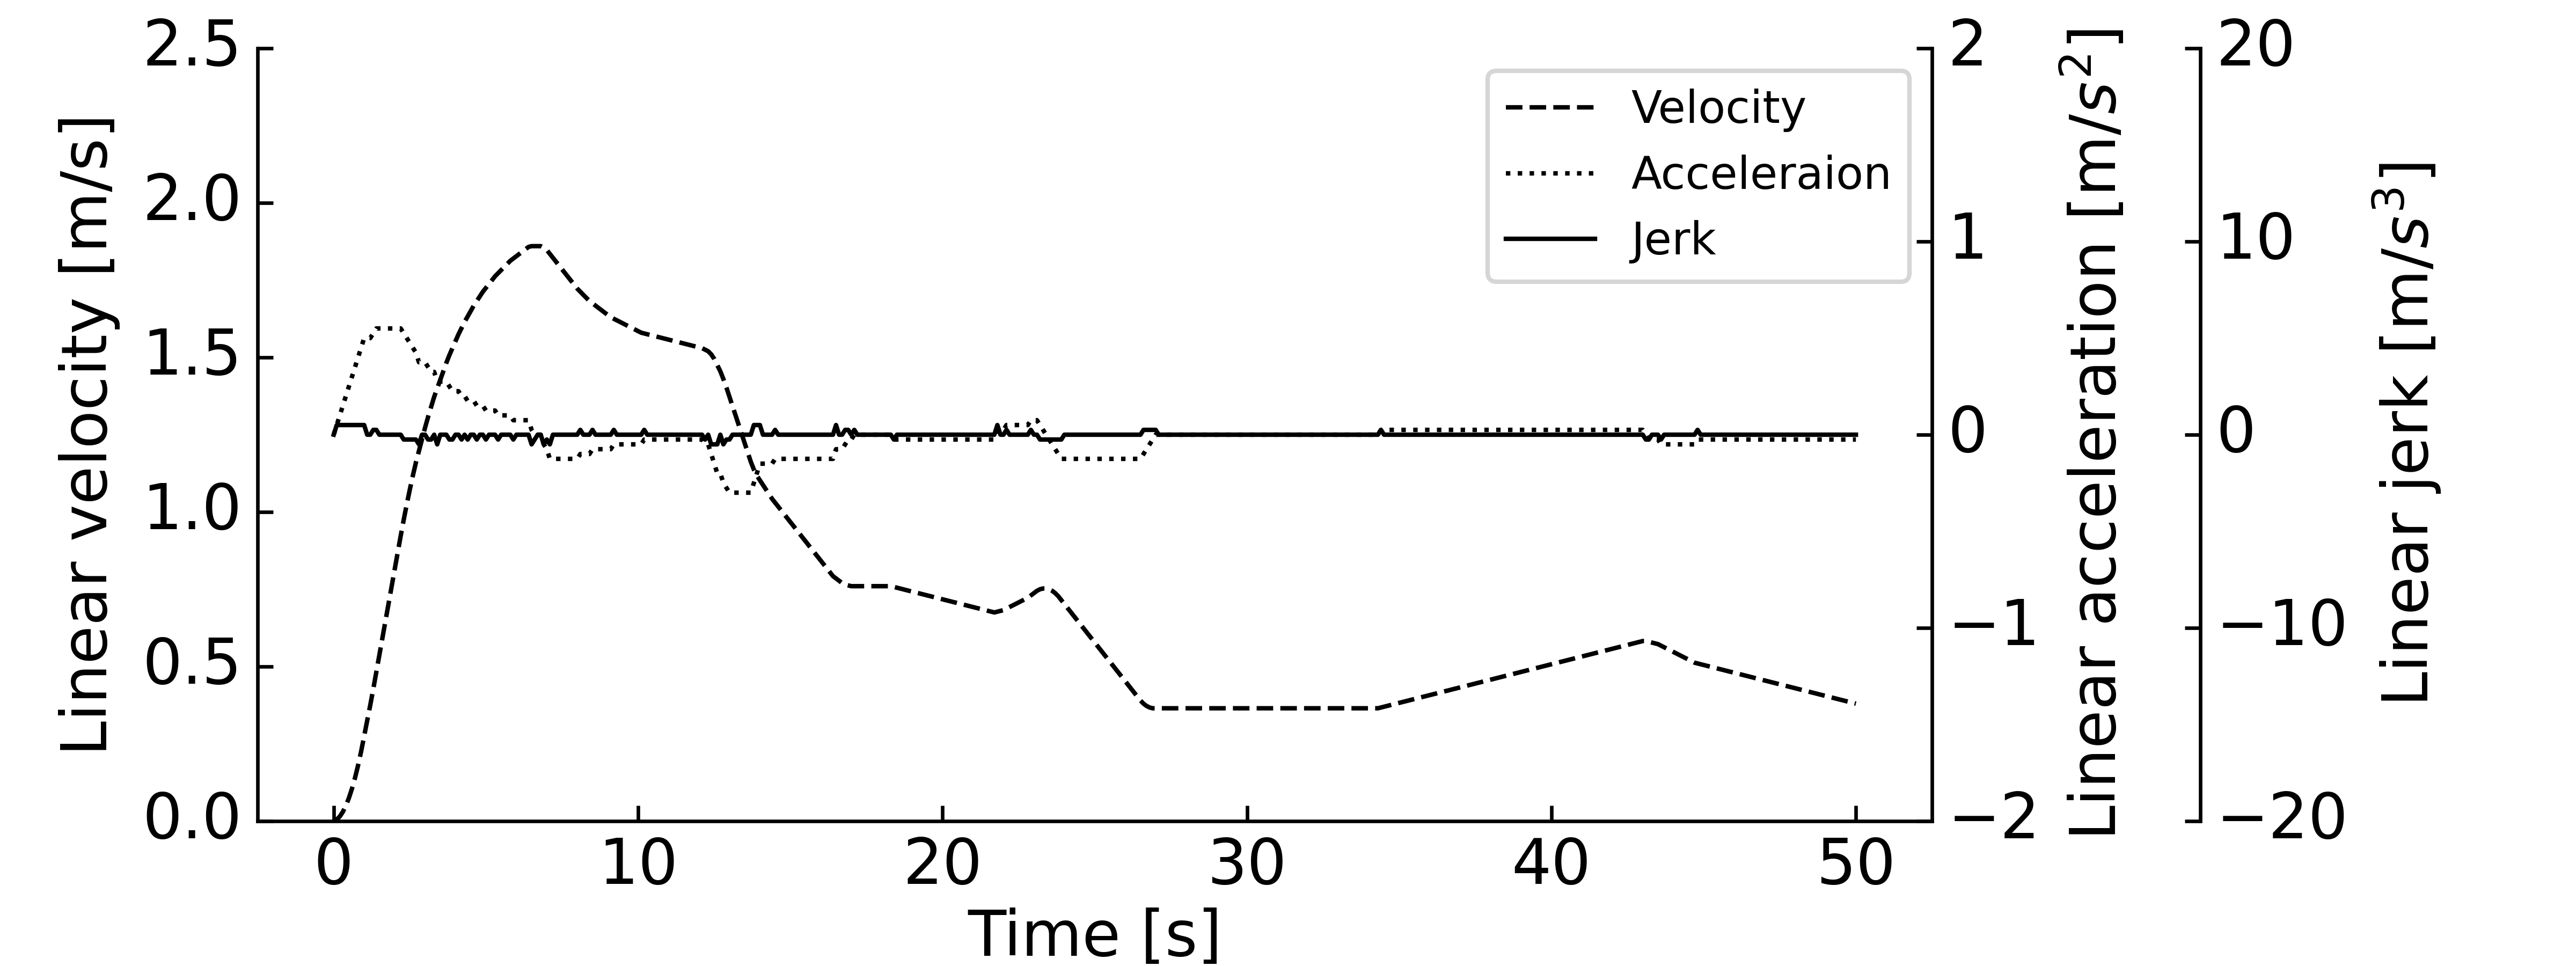 Linear velocity [m/s]
2.5
2.0
1.5
1.0
0.5
0.0
0 10 20 30 40 50
Time [s]
Velocity
Acceleraion
Jerk
2
1
0
−1
−2
Linear acceleration [m/s²]
20
10
0
−10
−20
Linear jerk [m/s³]